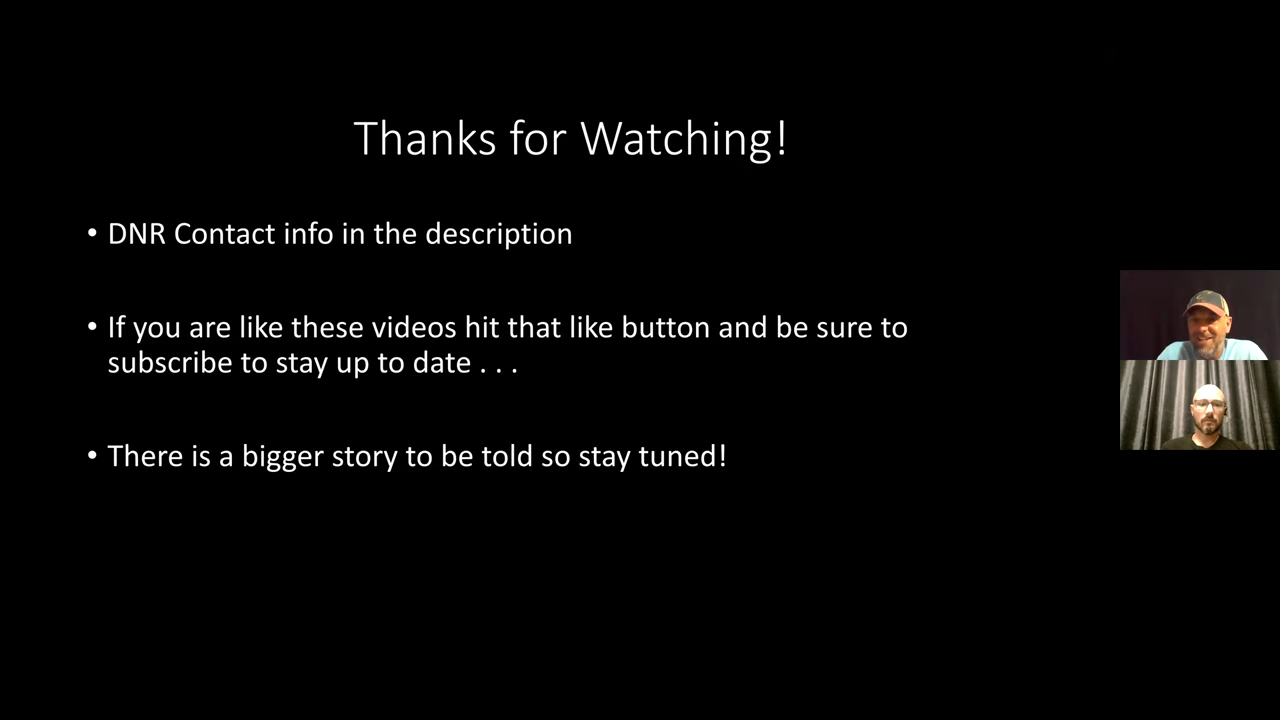 Thanks for Watching!
• DNR Contact info in the description
• If you are like these videos hit that like button and be sure to
subscribe to stay up to date . . .
• There is a bigger story to be told so stay tuned!